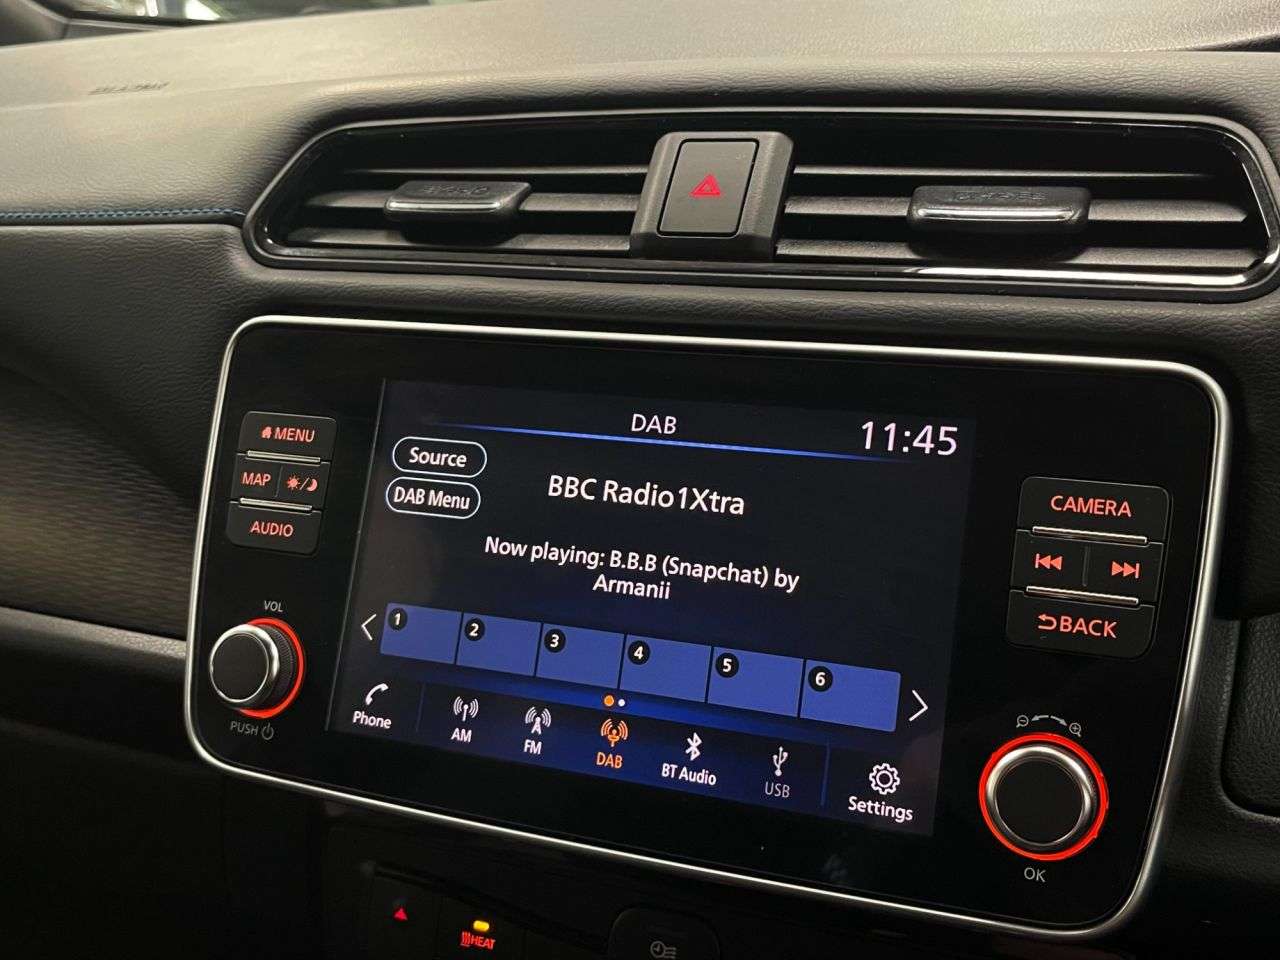 DAB
11:45
Source
DAB Menu
BBC Radio1Xtra
Now playing: B.B.B (Snapchat) by
Armanii
1
2
3
4
5
6
Phone
AM
FM
DAB
BT Audio
USB
Settings
MENU
MAP
AUDIO
VOL
PUSH
CAMERA
BACK
OK
HEAT